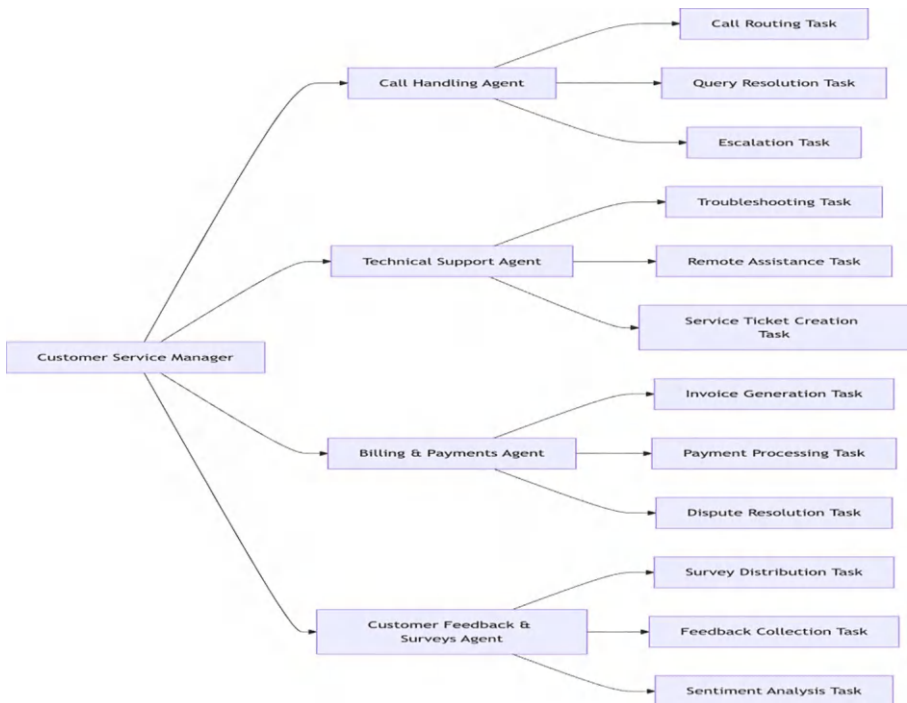 Call Routing Task
Call Handling Agent
Query Resolution Task
Escalation Task
Troubleshooting Task
Technical Support Agent
Remote Assistance Task
Service Ticket Creation
Task
Customer Service Manager
Invoice Generation Task
Billing & Payments Agent
Payment Processing Task
Dispute Resolution Task
Survey Distribution Task
Customer Feedback &
Surveys Agent
Feedback Collection Task
Sentiment Analysis Task